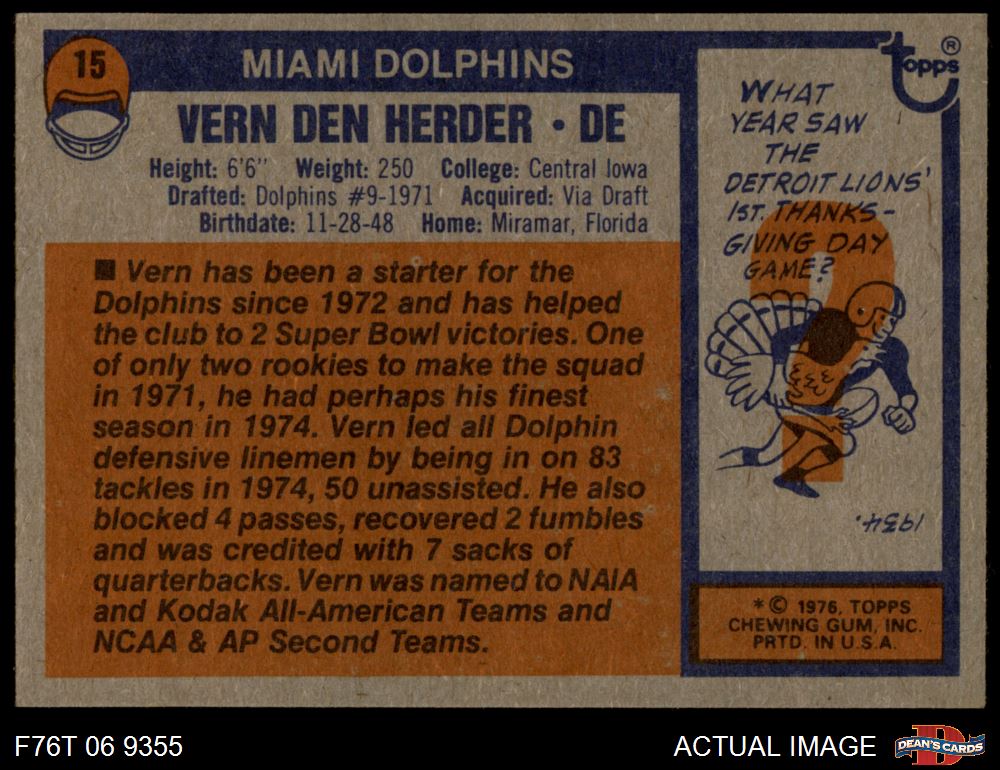 15
MIAMI DOLPHINS
VERN DEN HERDER • DE
Height: 6'6" Weight: 250 College: Central Iowa
Drafted: Dolphins #9-1971 Acquired: Via Draft
Birthdate: 11-28-48 Home: Miramar, Florida
■ Vern has been a starter for the
Dolphins since 1972 and has helped
the club to 2 Super Bowl victories. One
of only two rookies to make the squad
in 1971, he had perhaps his finest
season in 1974. Vern led all Dolphin
defensive linemen by being in on 83
tackles in 1974, 50 unassisted. He also
blocked 4 passes, recovered 2 fumbles
and was credited with 7 sacks of
quarterbacks. Vern was named to NAIA
and Kodak All-American Teams and
NCAA & AP Second Teams.
topps ®
WHAT
YEAR SAW
THE
DETROIT LIONS'
1ST. THANKS-
GIVING DAY
GAME?
?
1934.
*© 1976, TOPPS
CHEWING GUM, INC.
PRTD. IN U.S.A.
F76T 06 9355
ACTUAL IMAGE
D
DEAN'S CARDS